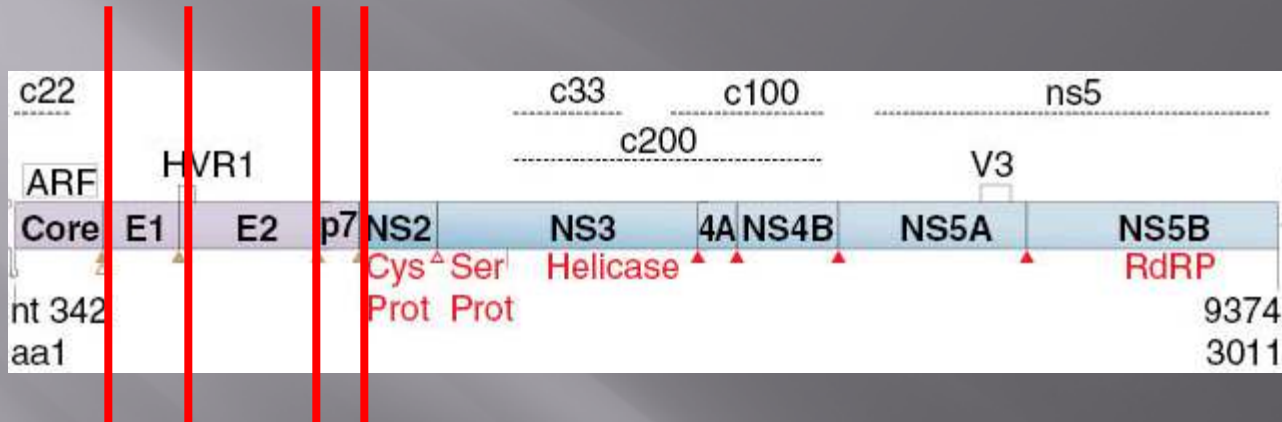 c22 c33 c100 ns5
c200
ARF HVR1 V3
Core E1 E2 p7 NS2 NS3 4A NS4B NS5A NS5B
Cys Ser Helicase RdRP
Prot Prot
nt 342 9374
aa1 3011